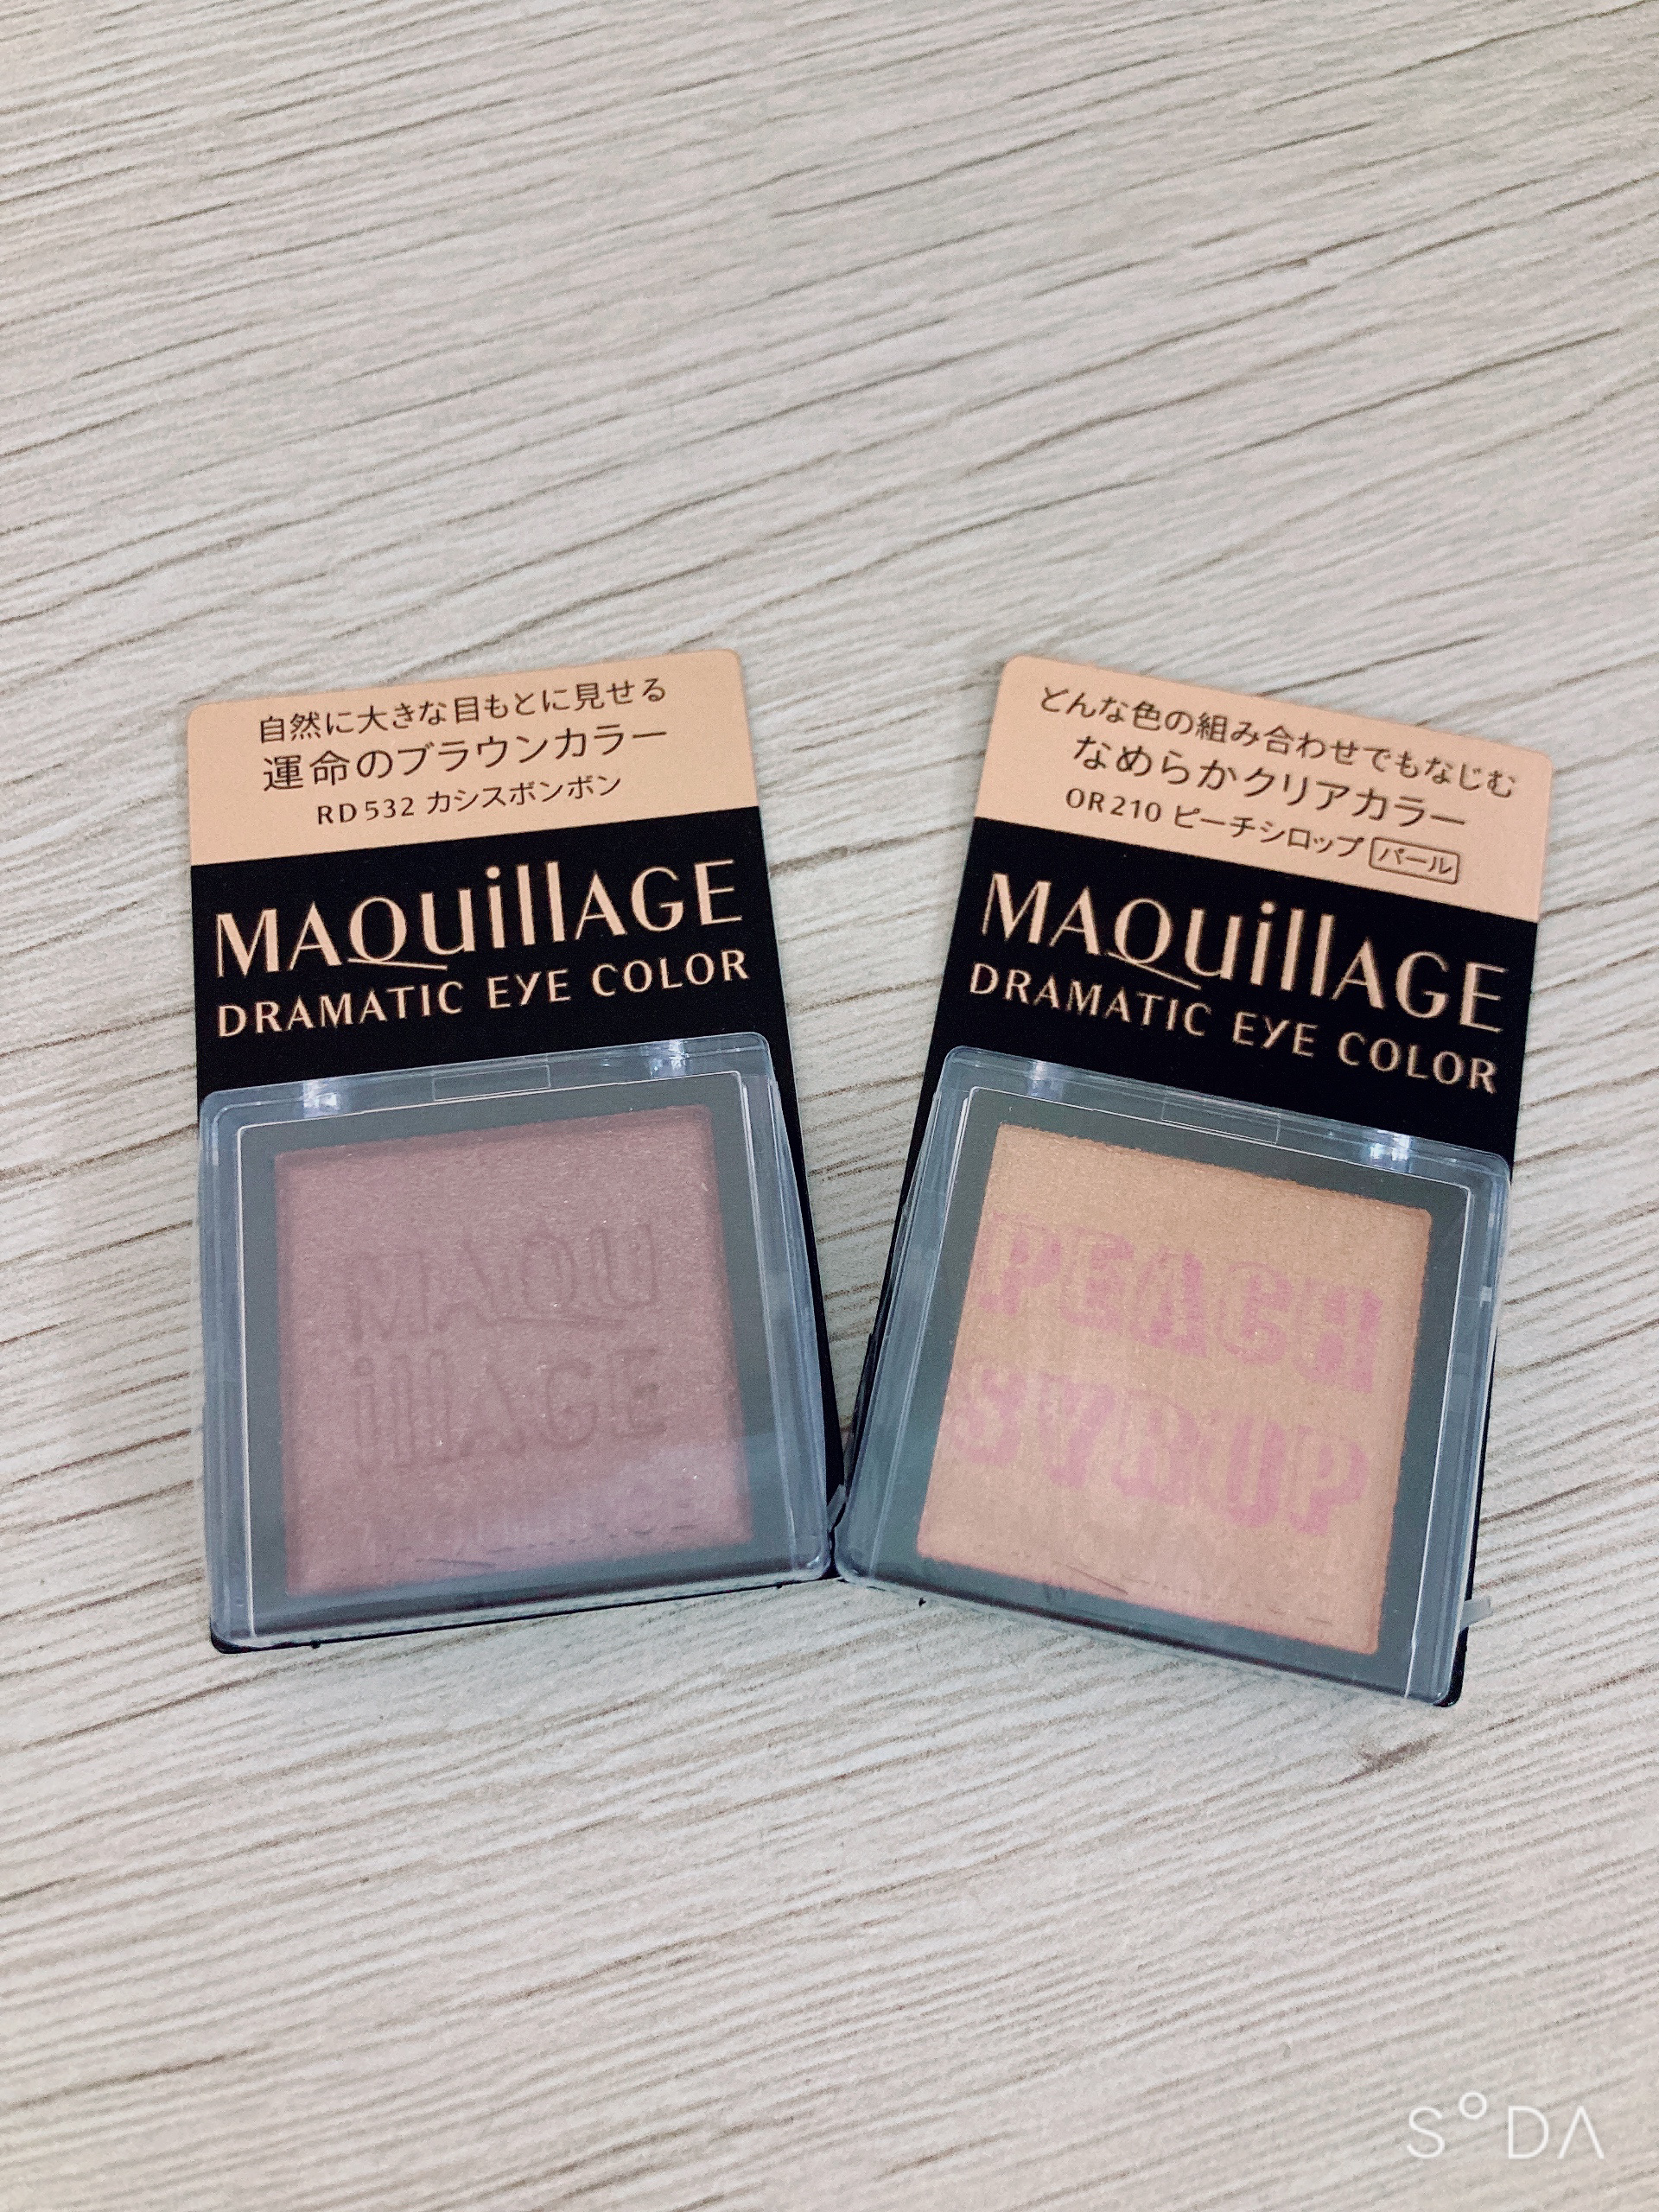 自然に大きな目もとに見せる
運命のブラウンカラー
RD532 カシスボンボン
MAQuillAGE
DRAMATIC EYE COLOR
MAQU
illAGE
どんな色の組み合わせでもなじむ
なめらかクリアカラー
OR210 ピーチシロップ パール
MAQuillAGE
DRAMATIC EYE COLOR
PEACH
SYRUP
SODA